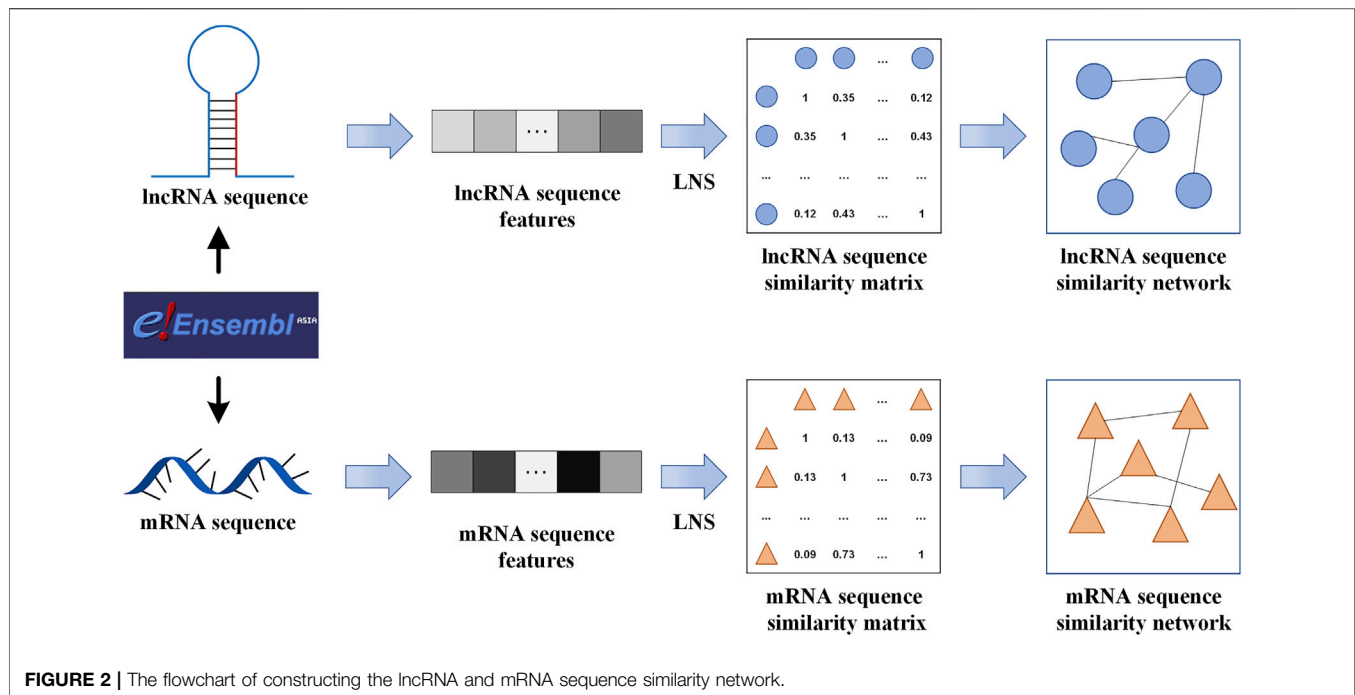 1 0.35 ... 0.12
0.35 1 ... 0.43
... ... ... ...
0.12 0.43 ... 1
...
...
lncRNA sequence
lncRNA sequence
features
LNS
lncRNA sequence
similarity matrix
lncRNA sequence
similarity network
e!Ensembl ASIA
...
1 0.13 ... 0.09
0.13 1 ... 0.73
... ... ... ...
0.09 0.73 ... 1
...
mRNA sequence
mRNA sequence
features
LNS
mRNA sequence
similarity matrix
mRNA sequence
similarity network
FIGURE 2 | The flowchart of constructing the lncRNA and mRNA sequence similarity network.